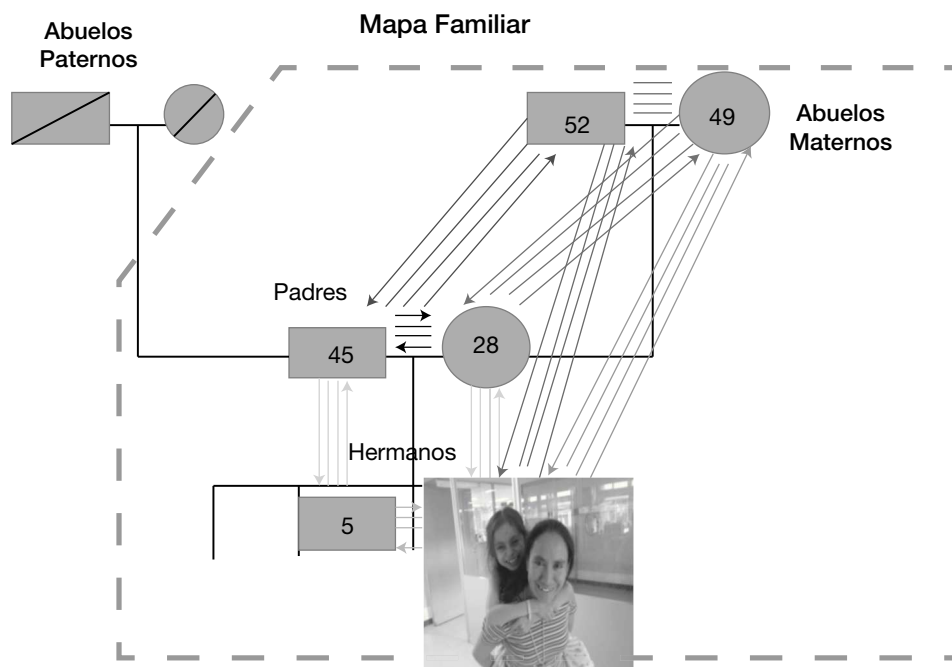 Mapa Familiar
Abuelos
Paternos
52
49
Abuelos
Maternos
Padres
45
28
Hermanos
5